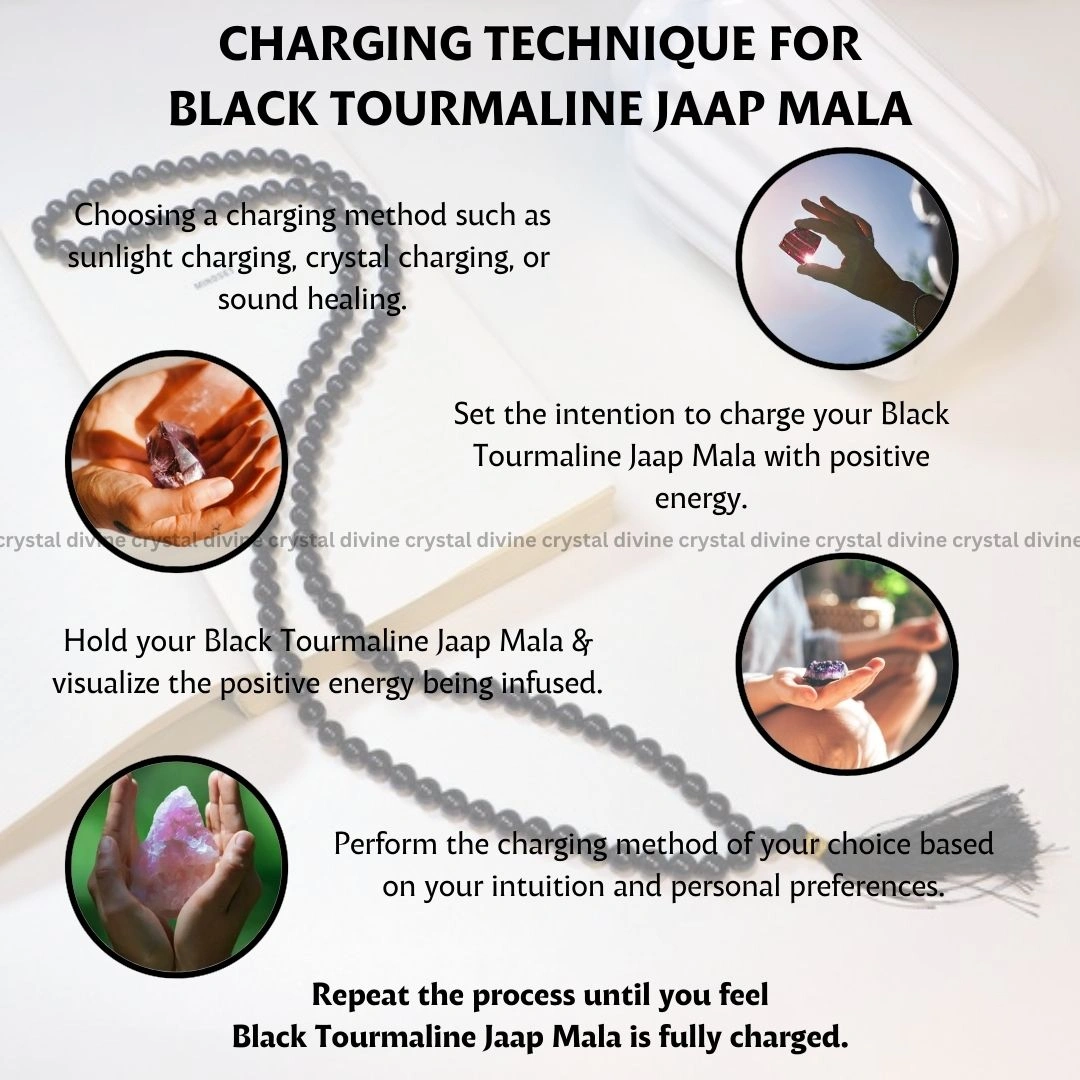 CHARGING TECHNIQUE FOR
BLACK TOURMALINE JAAP MALA
Choosing a charging method such as
sunlight charging, crystal charging, or
sound healing.
MINDSET
Set the intention to charge your Black
Tourmaline Jaap Mala with positive
energy.
crystal divine crystal divine crystal divine crystal divine crystal divine crystal divine crystal divine crystal divine
Hold your Black Tourmaline Jaap Mala &
visualize the positive energy being infused.
Perform the charging method of your choice based
on your intuition and personal preferences.
Repeat the process until you feel
Black Tourmaline Jaap Mala is fully charged.